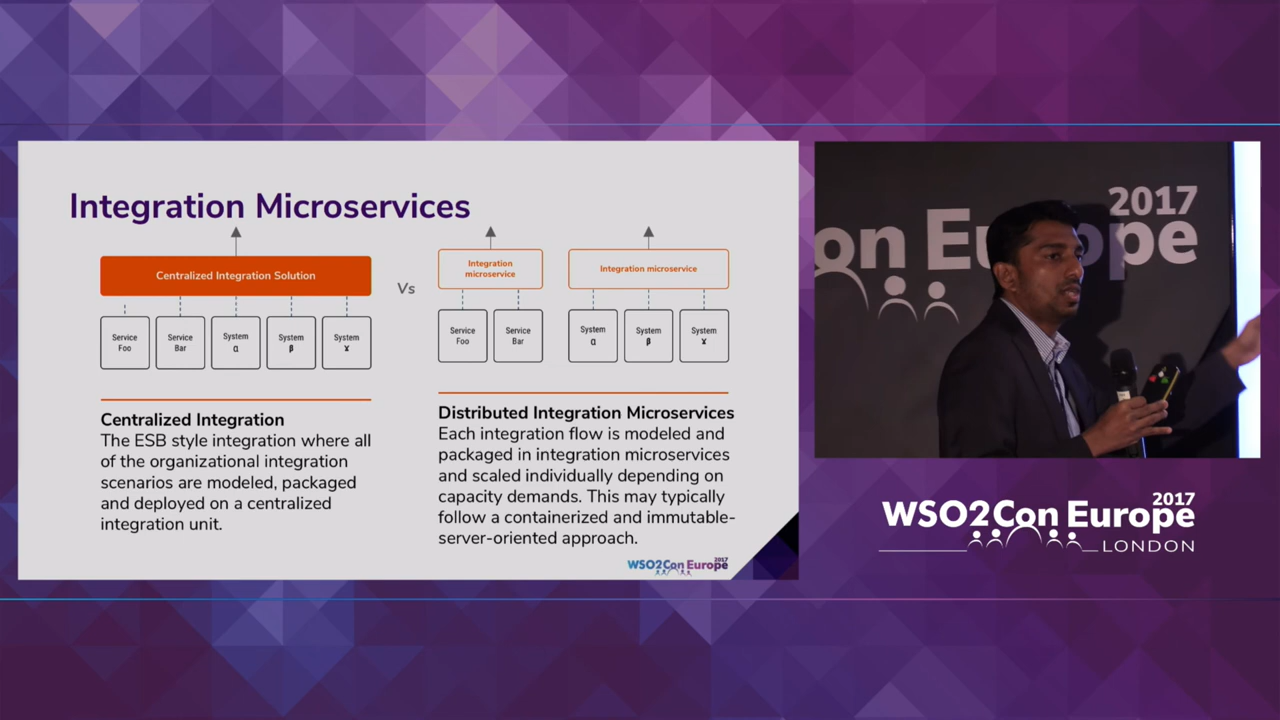 Integration Microservices
Centralized Integration Solution
Service
Foo
Service
Bar
System
α
System
β
System
ɣ
Vs
Integration
microservice
Integration microservice
Service
Foo
Service
Bar
System
α
System
β
System
ɣ
Centralized Integration
The ESB style integration where all
of the organizational integration
scenarios are modeled, packaged
and deployed on a centralized
integration unit.
Distributed Integration Microservices
Each integration flow is modeled and
packaged in integration microservices
and scaled individually depending on
capacity demands. This may typically
follow a containerized and immutable-
server-oriented approach.
WSO2Con Europe 2017
2017
on Eu ope
WSO2Con Europe 2017
LONDON